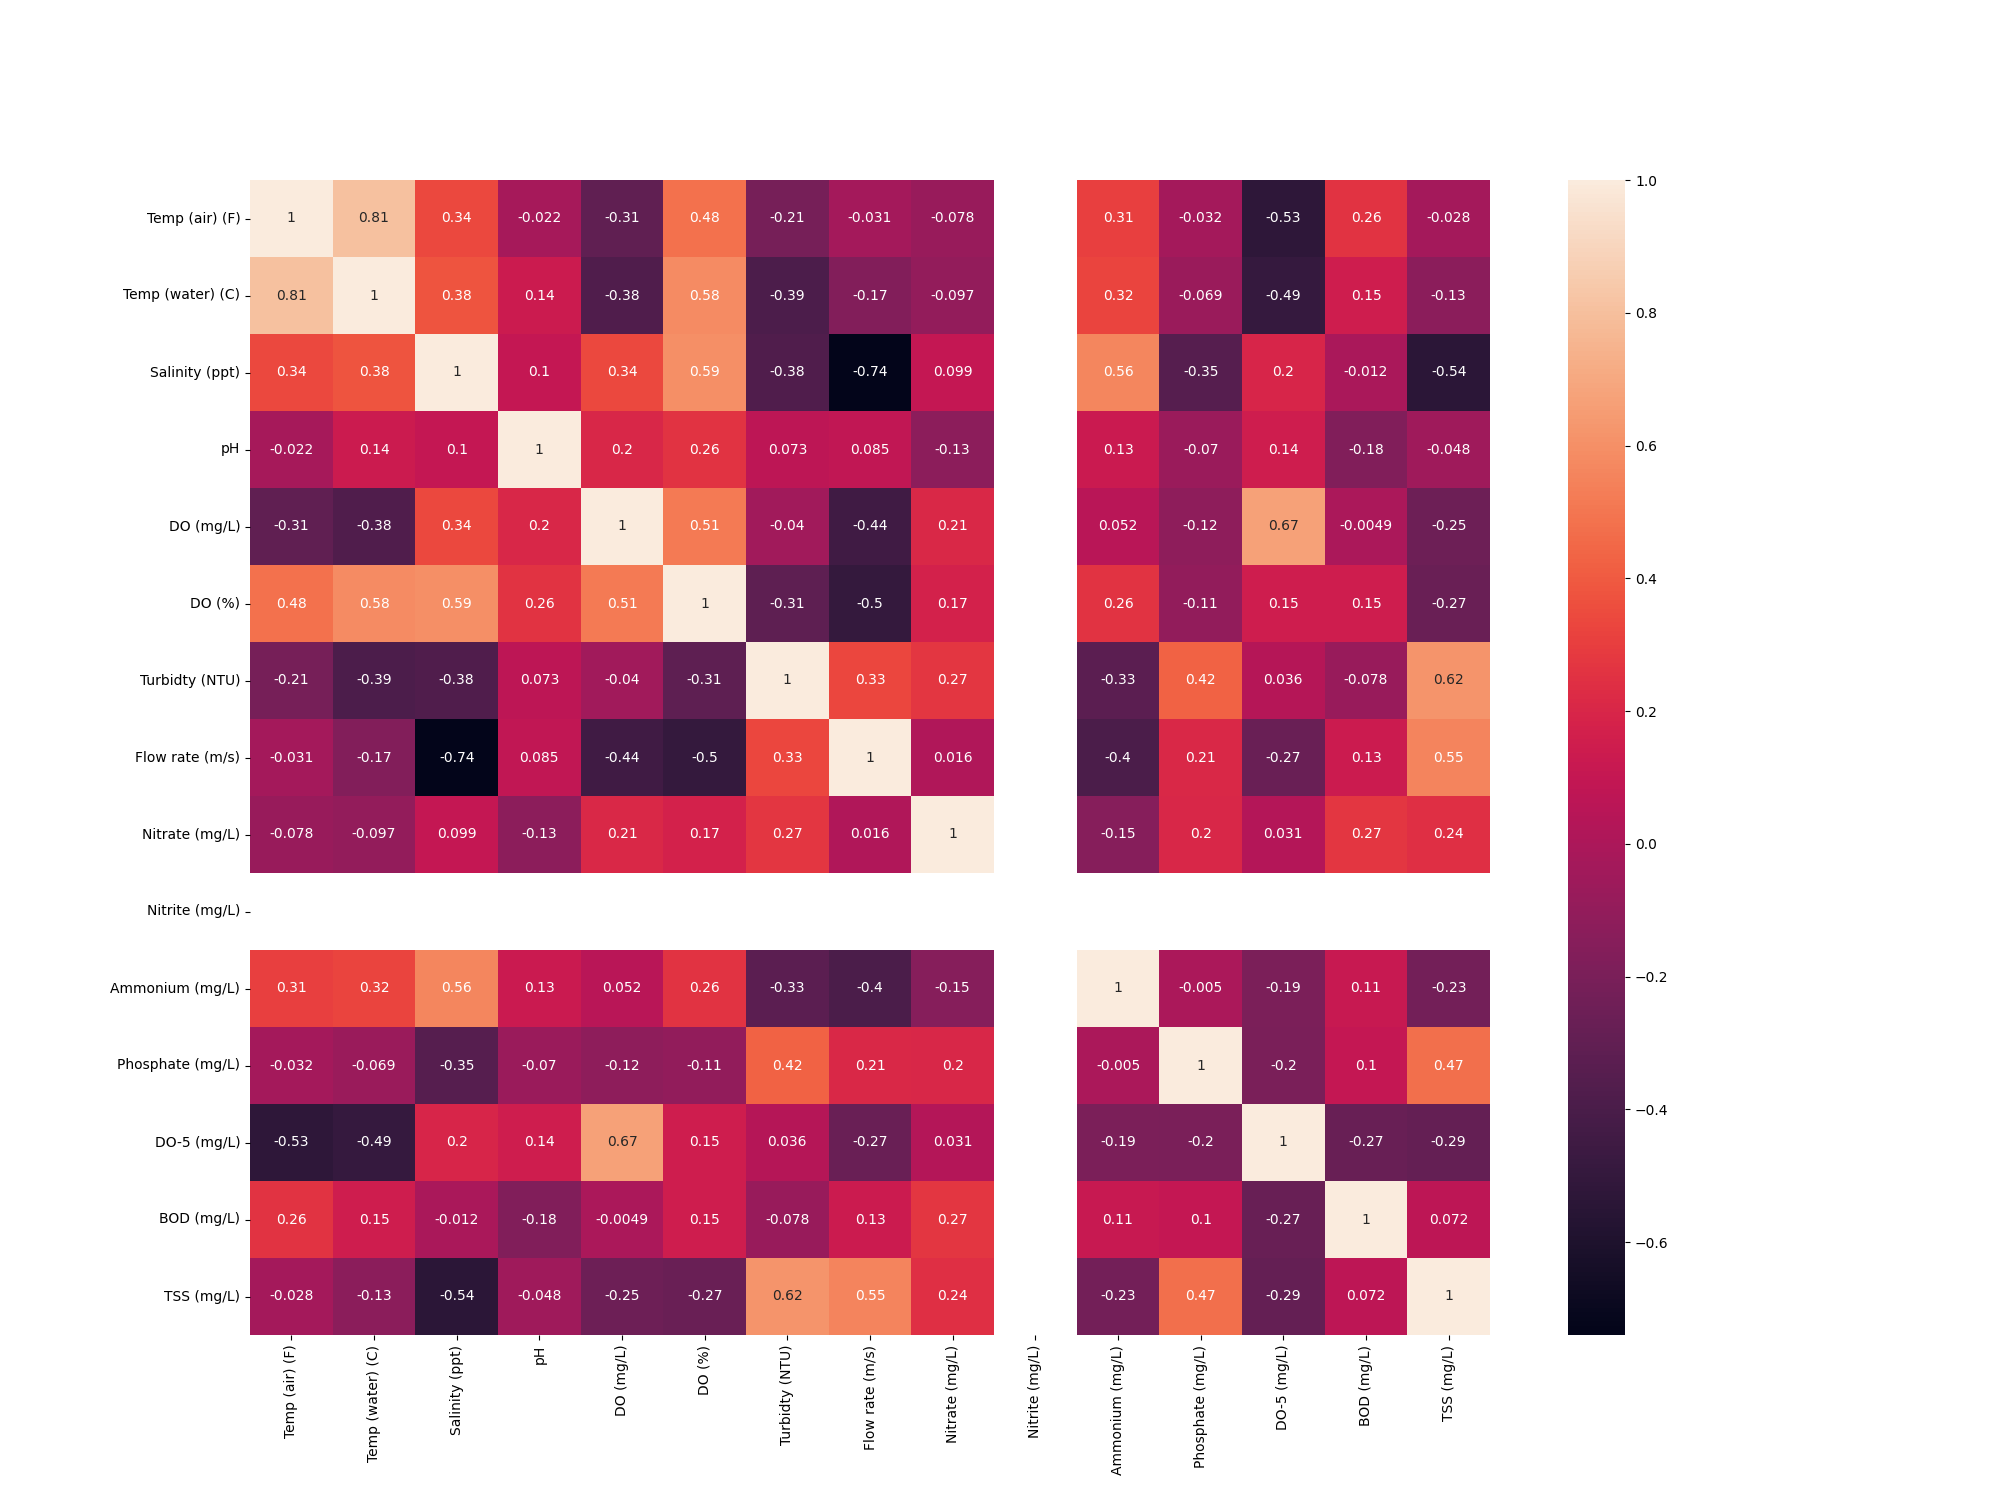 Temp (air) (F) 1 0.81 0.34 -0.022 -0.31 0.48 -0.21 -0.031 -0.078 0.31 -0.032 -0.53 0.26 -0.028
Temp (water) (C) 0.81 1 0.38 0.14 -0.38 0.58 -0.39 -0.17 -0.097 0.32 -0.069 -0.49 0.15 -0.13
Salinity (ppt) 0.34 0.38 1 0.1 0.34 0.59 -0.38 -0.74 0.099 0.56 -0.35 0.2 -0.012 -0.54
pH -0.022 0.14 0.1 1 0.2 0.26 0.073 0.085 -0.13 0.13 -0.07 0.14 -0.18 -0.048
DO (mg/L) -0.31 -0.38 0.34 0.2 1 0.51 -0.04 -0.44 0.21 0.052 -0.12 0.67 -0.0049 -0.25
DO (%) 0.48 0.58 0.59 0.26 0.51 1 -0.31 -0.5 0.17 0.26 -0.11 0.15 0.15 -0.27
Turbidty (NTU) -0.21 -0.39 -0.38 0.073 -0.04 -0.31 1 0.33 0.27 -0.33 0.42 0.036 -0.078 0.62
Flow rate (m/s) -0.031 -0.17 -0.74 0.085 -0.44 -0.5 0.33 1 0.016 -0.4 0.21 -0.27 0.13 0.55
Nitrate (mg/L) -0.078 -0.097 0.099 -0.13 0.21 0.17 0.27 0.016 1 -0.15 0.2 0.031 0.27 0.24
Nitrite (mg/L)
Ammonium (mg/L) 0.31 0.32 0.56 0.13 0.052 0.26 -0.33 -0.4 -0.15 1 -0.005 -0.19 0.11 -0.23
Phosphate (mg/L) -0.032 -0.069 -0.35 -0.07 -0.12 -0.11 0.42 0.21 0.2 -0.005 1 -0.2 0.1 0.47
DO-5 (mg/L) -0.53 -0.49 0.2 0.14 0.67 0.15 0.036 -0.27 0.031 -0.19 -0.2 1 -0.27 -0.29
BOD (mg/L) 0.26 0.15 -0.012 -0.18 -0.0049 0.15 -0.078 0.13 0.27 0.11 0.1 -0.27 1 0.072
TSS (mg/L) -0.028 -0.13 -0.54 -0.048 -0.25 -0.27 0.62 0.55 0.24 -0.23 0.47 -0.29 0.072 1
Temp (air) (F)
Temp (water) (C)
Salinity (ppt)
pH
DO (mg/L)
DO (%)
Turbidty (NTU)
Flow rate (m/s)
Nitrate (mg/L)
Nitrite (mg/L)
Ammonium (mg/L)
Phosphate (mg/L)
DO-5 (mg/L)
BOD (mg/L)
TSS (mg/L)
1.0
0.8
0.6
0.4
0.2
0.0
−0.2
−0.4
−0.6